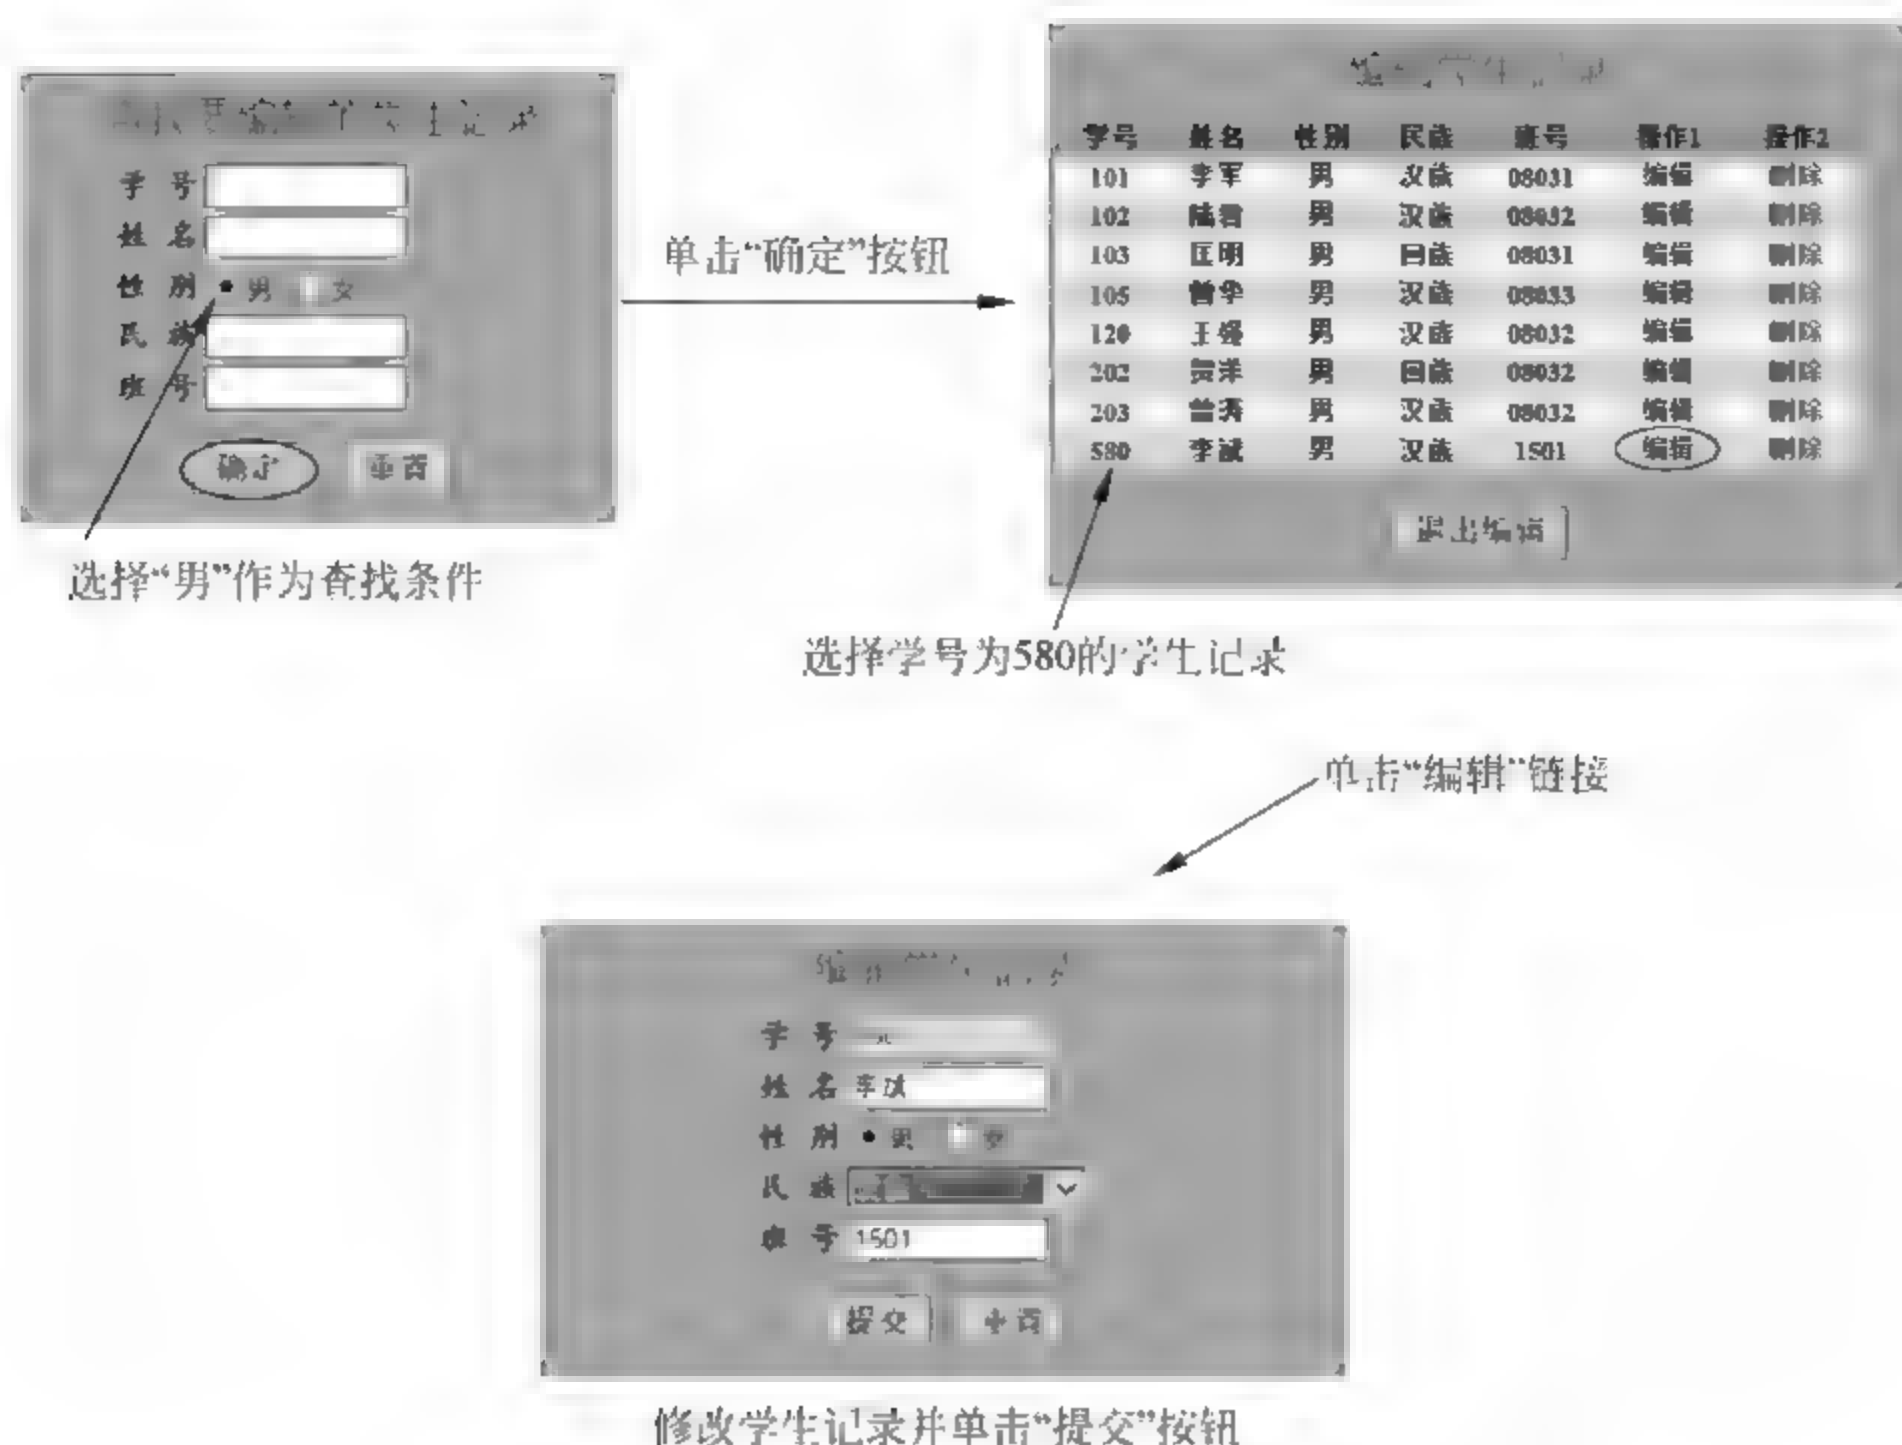 学 号
姓 名
性 别 男 女
民 族
班 号
确定 重置
选择“男”作为查找条件
单击“确定”按钮
学号 姓名 性别 民族 班号 操作1 操作2
101 李军 男 汉族 08031 编辑 删除
102 陆君 男 汉族 08032 编辑 删除
103 匡明 男 回族 08031 编辑 删除
105 曾华 男 汉族 08033 编辑 删除
120 王 男 汉族 08032 编辑 删除
202 男 回族 08032 编辑 删除
203 男 汉族 08032 编辑 删除
580 李诚 男 汉族 1501 编辑 删除
退出编辑
选择学号为580的学生记录
单击“编辑”链接
学 号
姓 名 李诚
性 别 男 女
民 族
班 号 1501
提交 重置
修改学生记录并单击“提交”按钮